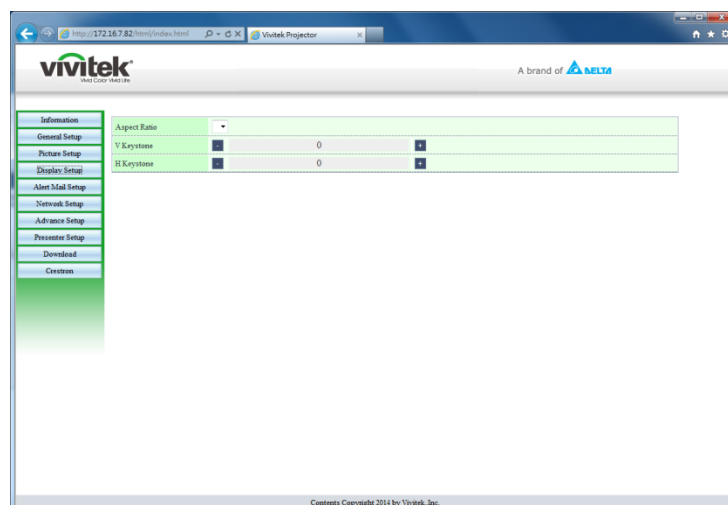 http://172.16.7.82/html/index.html
Vivitek Projector
vivitek
Vivid Color Vivid Life
A brand of DELTA
Information
General Setup
Picture Setup
Display Setup
Alert Mail Setup
Network Setup
Advance Setup
Presenter Setup
Download
Crestron
Aspect Ratio
V Keystone - 0 +
H Keystone - 0 +
Contents Copyright 2014 by Vivitek, Inc.